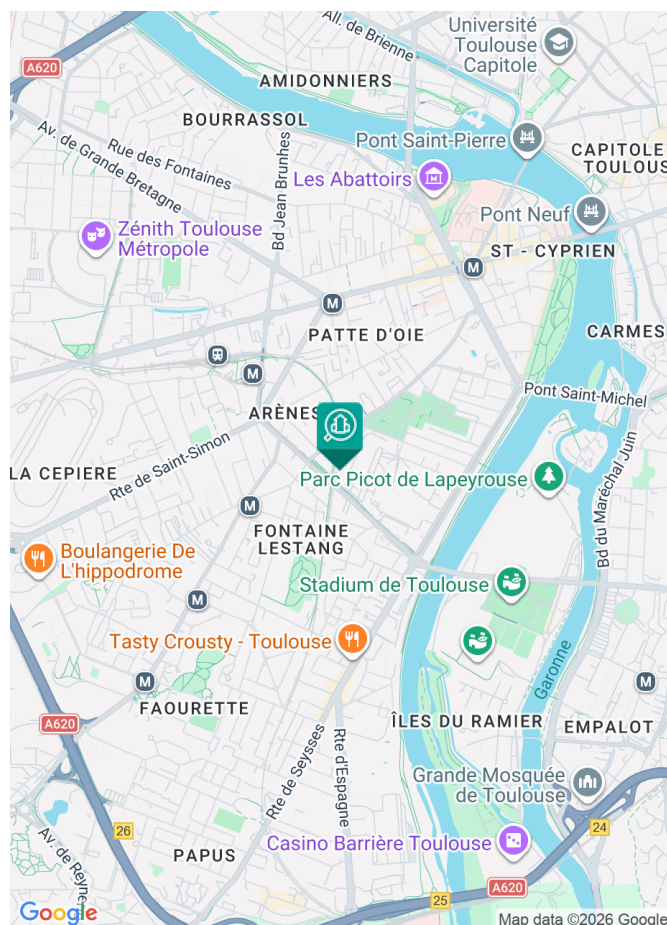 All. de Brienne
Université
Toulouse
Capitole
A620
AMIDONNIERS
BOURRASSOL
Pont Saint-Pierre
CAPITOLE
TOULOUS
Av. de Grande Bretagne
Rue des Fontaines
Bd Jean Brunhes
Les Abattoirs
Pont Neuf
Zénith Toulouse
Métropole
ST - CYPRIEN
M
M
PATTE D'OIE
CARMES
M
Pont Saint-Michel
ARÈNES
Rte de Saint-Simon
Bd du Maréchal Juin
LA CEPIERE
Parc Picot de Lapeyrouse
M
FONTAINE
LESTANG
Boulangerie De
L'hippodrome
Stadium de Toulouse
M
Tasty Crousty - Toulouse
Garonne
M
M
FAOURETTE
A620
ÎLES DU RAMIER
EMPALOT
Rte de Seysses
Rte d'Espagne
Grande Mosquée
de Toulouse
26
24
Casino Barrière Toulouse
Av. de Reyne
PAPUS
A620
25
Google
Map data ©2026 Google